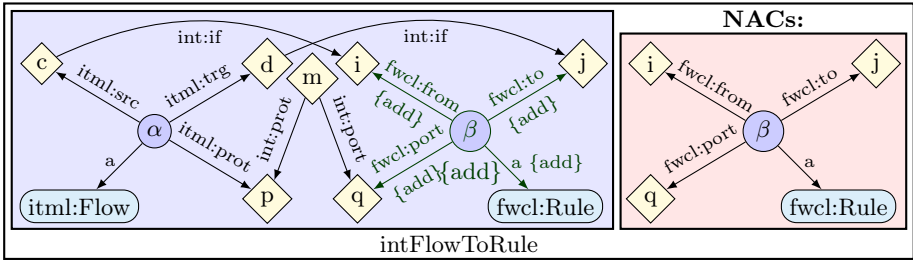 NACs:
int:if
int:if
c
d
m
i
j
itml:src
itml:trg
int:prot
int:port
fwcl:from
{add}
fwcl:to
{add}
α
β
a
itml:prot
fwcl:port
{add}
{add}
a {add}
itml:Flow
p
q
fwcl:Rule
i
j
fwcl:from
fwcl:to
β
fwcl:port
a
q
fwcl:Rule
intFlowToRule